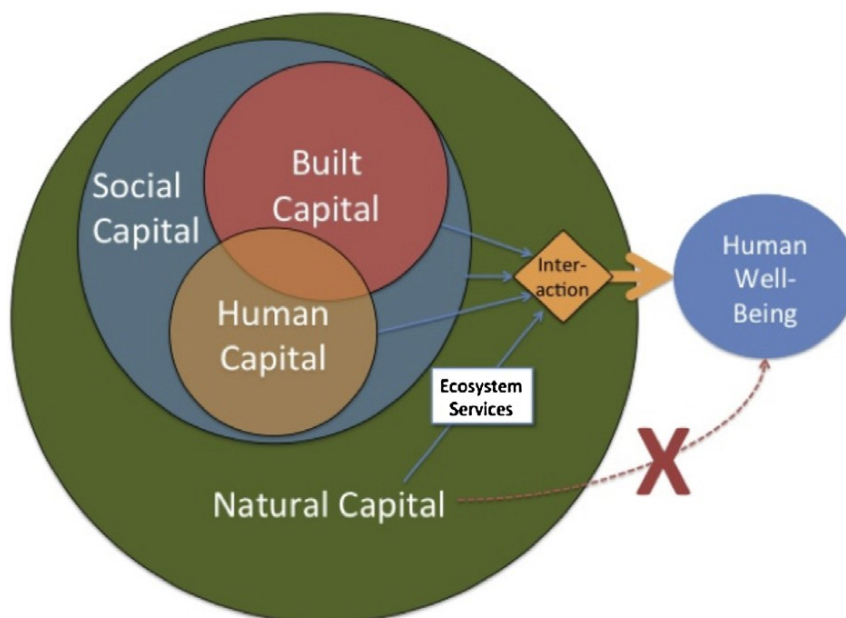 Social
Capital
Built
Capital
Human
Capital
Inter-
action
Human
Well-
Being
Ecosystem
Services
X
Natural Capital